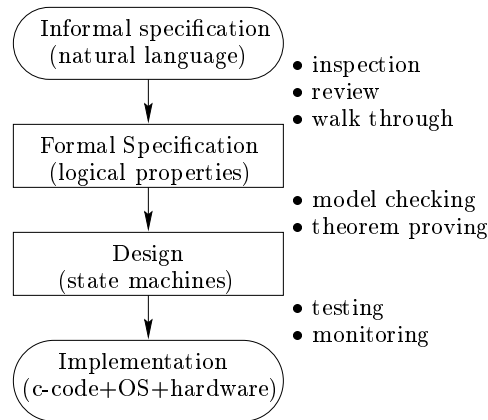 Informal specification
(natural language)
• inspection
• review
• walk through
Formal Specification
(logical properties)
• model checking
• theorem proving
Design
(state machines)
• testing
• monitoring
Implementation
(c-code+OS+hardware)